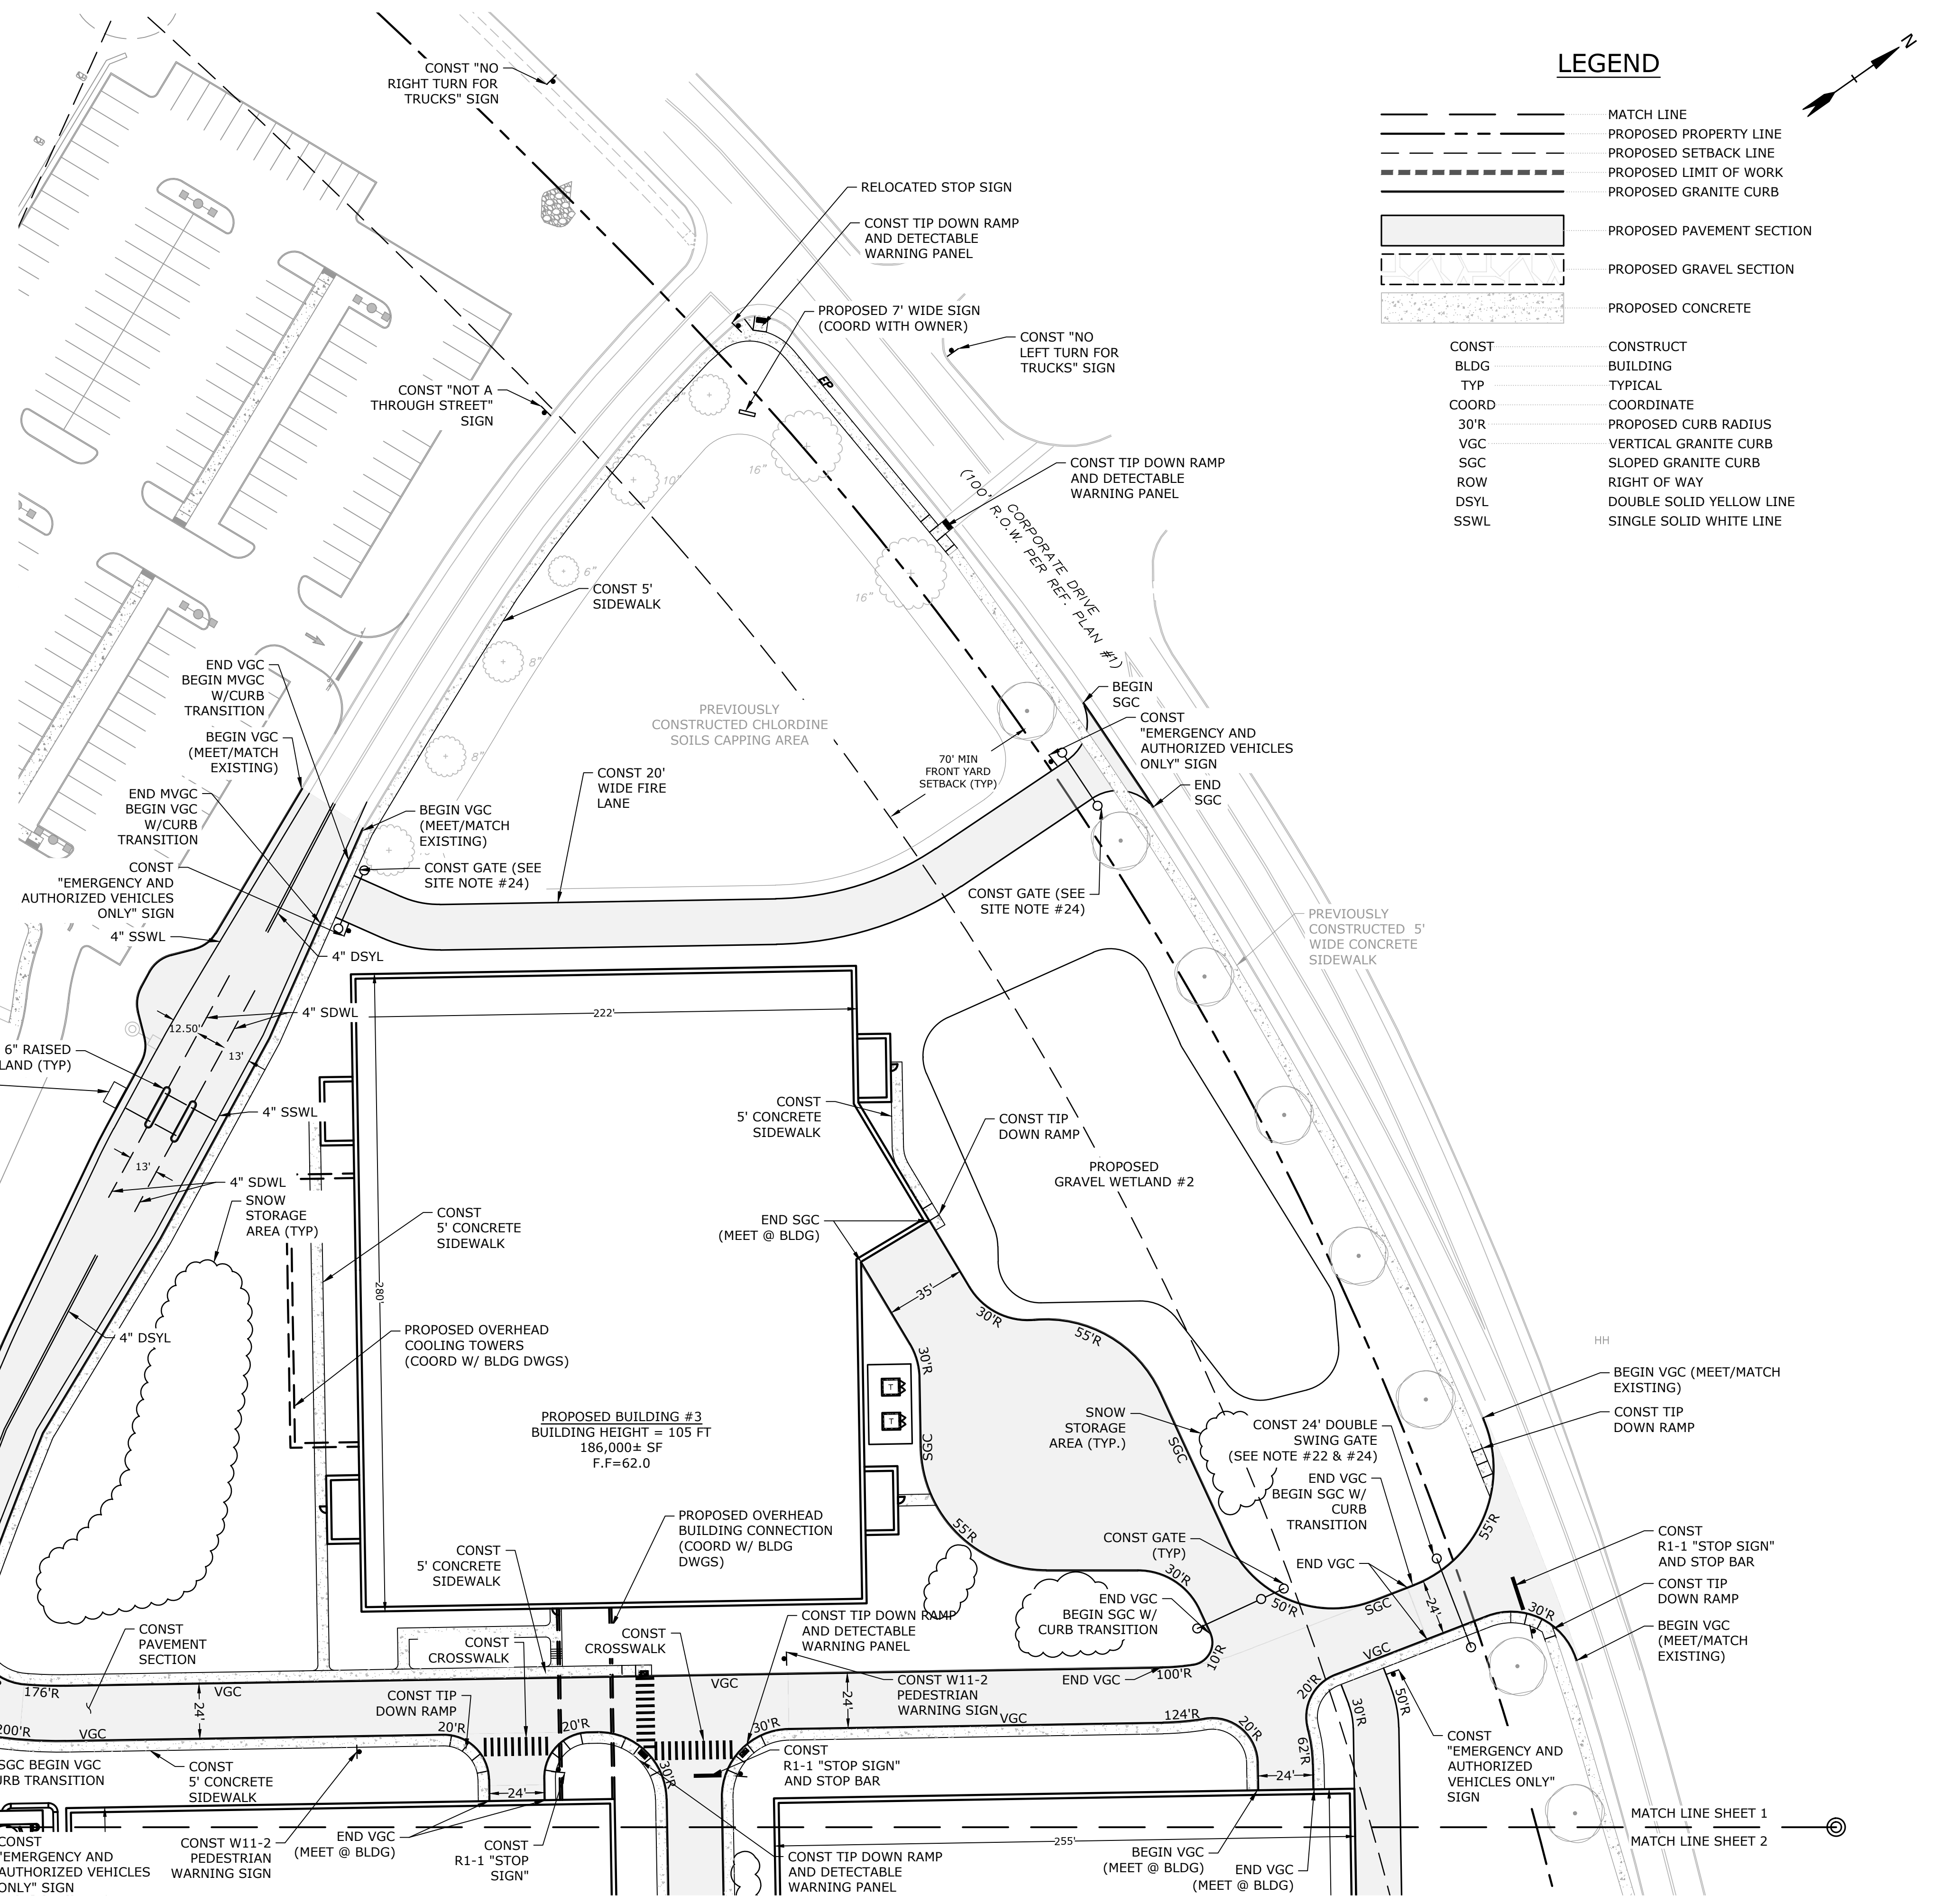 LEGEND
N
MATCH LINE
PROPOSED PROPERTY LINE
PROPOSED SETBACK LINE
PROPOSED LIMIT OF WORK
PROPOSED GRANITE CURB
PROPOSED PAVEMENT SECTION
PROPOSED GRAVEL SECTION
PROPOSED CONCRETE
CONST CONSTRUCT
BLDG BUILDING
TYP TYPICAL
COORD COORDINATE
30'R PROPOSED CURB RADIUS
VGC VERTICAL GRANITE CURB
SGC SLOPED GRANITE CURB
ROW RIGHT OF WAY
DSYL DOUBLE SOLID YELLOW LINE
SSWL SINGLE SOLID WHITE LINE
CONST "NO
RIGHT TURN FOR
TRUCKS" SIGN
RELOCATED STOP SIGN
CONST TIP DOWN RAMP
AND DETECTABLE
WARNING PANEL
PROPOSED 7' WIDE SIGN
(COORD WITH OWNER)
CONST "NO
LEFT TURN FOR
TRUCKS" SIGN
EP
CONST "NOT A
THROUGH STREET"
SIGN
16"
10"
CONST TIP DOWN RAMP
AND DETECTABLE
WARNING PANEL
CORPORATE DRIVE
(100' R.O.W. PER REF. PLAN #1)
6"
16"
CONST 5'
SIDEWALK
8"
8"
END VGC
BEGIN MVGC
W/CURB
TRANSITION
BEGIN VGC
(MEET/MATCH
EXISTING)
END MVGC
BEGIN VGC
W/CURB
TRANSITION
CONST
"EMERGENCY AND
AUTHORIZED VEHICLES
ONLY" SIGN
4" SSWL
PREVIOUSLY
CONSTRUCTED CHLORDINE
SOILS CAPPING AREA
BEGIN
SGC
CONST
"EMERGENCY AND
AUTHORIZED VEHICLES
ONLY" SIGN
70' MIN
FRONT YARD
SETBACK (TYP)
END
SGC
CONST 20'
WIDE FIRE
LANE
BEGIN VGC
(MEET/MATCH
EXISTING)
CONST GATE (SEE
SITE NOTE #24)
CONST GATE (SEE
SITE NOTE #24)
PREVIOUSLY
CONSTRUCTED 5'
WIDE CONCRETE
SIDEWALK
4" DSYL
4" SDWL
12.50'
13'
222'
6" RAISED
LAND (TYP)
4" SSWL
13'
4" SDWL
CONST
5' CONCRETE
SIDEWALK
CONST TIP
DOWN RAMP
PROPOSED
GRAVEL WETLAND #2
SNOW
STORAGE
AREA (TYP)
CONST
5' CONCRETE
SIDEWALK
END SGC
(MEET @ BLDG)
280'
35'
30'R
55'R
4" DSYL
PROPOSED OVERHEAD
COOLING TOWERS
(COORD W/ BLDG DWGS)
30'R
T
T
HH
BEGIN VGC (MEET/MATCH
EXISTING)
CONST TIP
DOWN RAMP
PROPOSED BUILDING #3
BUILDING HEIGHT = 105 FT
186,000± SF
F.F=62.0
SGC
SNOW
STORAGE
AREA (TYP.)
SGC
CONST 24' DOUBLE
SWING GATE
(SEE NOTE #22 & #24)
END VGC
BEGIN SGC W/
CURB
TRANSITION
PROPOSED OVERHEAD
BUILDING CONNECTION
(COORD W/ BLDG
DWGS)
55'R
CONST GATE
(TYP)
END VGC
55'R
CONST
R1-1 "STOP SIGN"
AND STOP BAR
CONST
5' CONCRETE
SIDEWALK
30'R
CONST TIP
DOWN RAMP
END VGC
BEGIN SGC W/
CURB TRANSITION
50'R
SGC
24'
30'R
BEGIN VGC
(MEET/MATCH
EXISTING)
CONST TIP DOWN RAMP
AND DETECTABLE
WARNING PANEL
CONST
PAVEMENT
SECTION
CONST
CROSSWALK
CONST
CROSSWALK
VGC
10'R
176'R
VGC
24'
CONST TIP
DOWN RAMP
VGC
24'
CONST W11-2
PEDESTRIAN
WARNING SIGN
END VGC
100'R
20'R
30'R
50'R
200'R
VGC
20'R
20'R
30'R
VGC
124'R
20'R
SGC BEGIN VGC
URB TRANSITION
CONST
5' CONCRETE
SIDEWALK
30'R
CONST
R1-1 "STOP SIGN"
AND STOP BAR
62'R
CONST
"EMERGENCY AND
AUTHORIZED
VEHICLES ONLY"
SIGN
24'
24'
MATCH LINE SHEET 1
MATCH LINE SHEET 2
CONST
"EMERGENCY AND
AUTHORIZED VEHICLES
ONLY" SIGN
CONST W11-2
PEDESTRIAN
WARNING SIGN
END VGC
(MEET @ BLDG)
CONST
R1-1 "STOP
SIGN"
255'
CONST TIP DOWN RAMP
AND DETECTABLE
WARNING PANEL
BEGIN VGC
(MEET @ BLDG)
END VGC
(MEET @ BLDG)